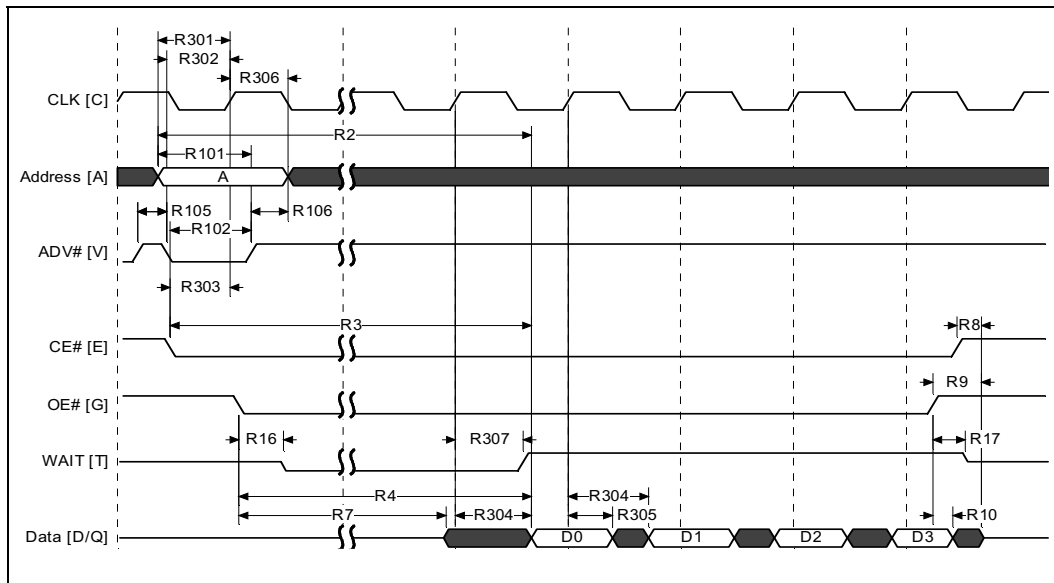 R301
R302
R306
CLK [C]
R2
R101
Address [A]
A
R105
R106
R102
ADV# [V]
R303
R3
R8
CE# [E]
R9
OE# [G]
R16
R307
R17
WAIT [T]
R4
R304
R7
R304
R305
R10
Data [D/Q]
D0
D1
D2
D3